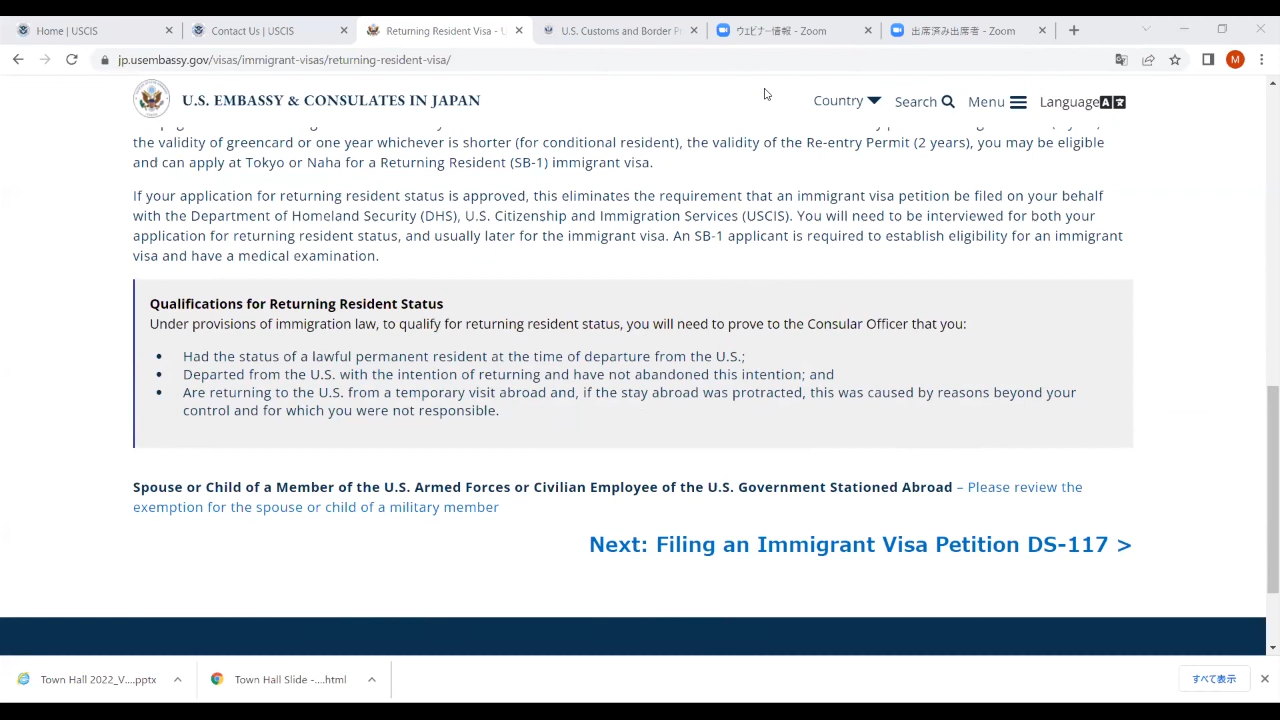 Home | USCIS
Contact Us | USCIS
Returning Resident Visa - U
U.S. Customs and Border Pr
ウェビナー情報 - Zoom
出席済み出席者 - Zoom
jp.usembassy.gov/visas/immigrant-visas/returning-resident-visa/
M
U.S. EMBASSY & CONSULATES IN JAPAN
Country
Search
Menu
Language
the validity of greencard or one year whichever is shorter (for conditional resident), the validity of the Re-entry Permit (2 years), you may be eligible
and can apply at Tokyo or Naha for a Returning Resident (SB-1) immigrant visa.
If your application for returning resident status is approved, this eliminates the requirement that an immigrant visa petition be filed on your behalf
with the Department of Homeland Security (DHS), U.S. Citizenship and Immigration Services (USCIS). You will need to be interviewed for both your
application for returning resident status, and usually later for the immigrant visa. An SB-1 applicant is required to establish eligibility for an immigrant
visa and have a medical examination.
Qualifications for Returning Resident Status
Under provisions of immigration law, to qualify for returning resident status, you will need to prove to the Consular Officer that you:
• Had the status of a lawful permanent resident at the time of departure from the U.S.;
• Departed from the U.S. with the intention of returning and have not abandoned this intention; and
• Are returning to the U.S. from a temporary visit abroad and, if the stay abroad was protracted, this was caused by reasons beyond your
control and for which you were not responsible.
Spouse or Child of a Member of the U.S. Armed Forces or Civilian Employee of the U.S. Government Stationed Abroad – Please review the
exemption for the spouse or child of a military member
Next: Filing an Immigrant Visa Petition DS-117 >
Town Hall 2022_V....pptx
Town Hall Slide -....html
すべて表示